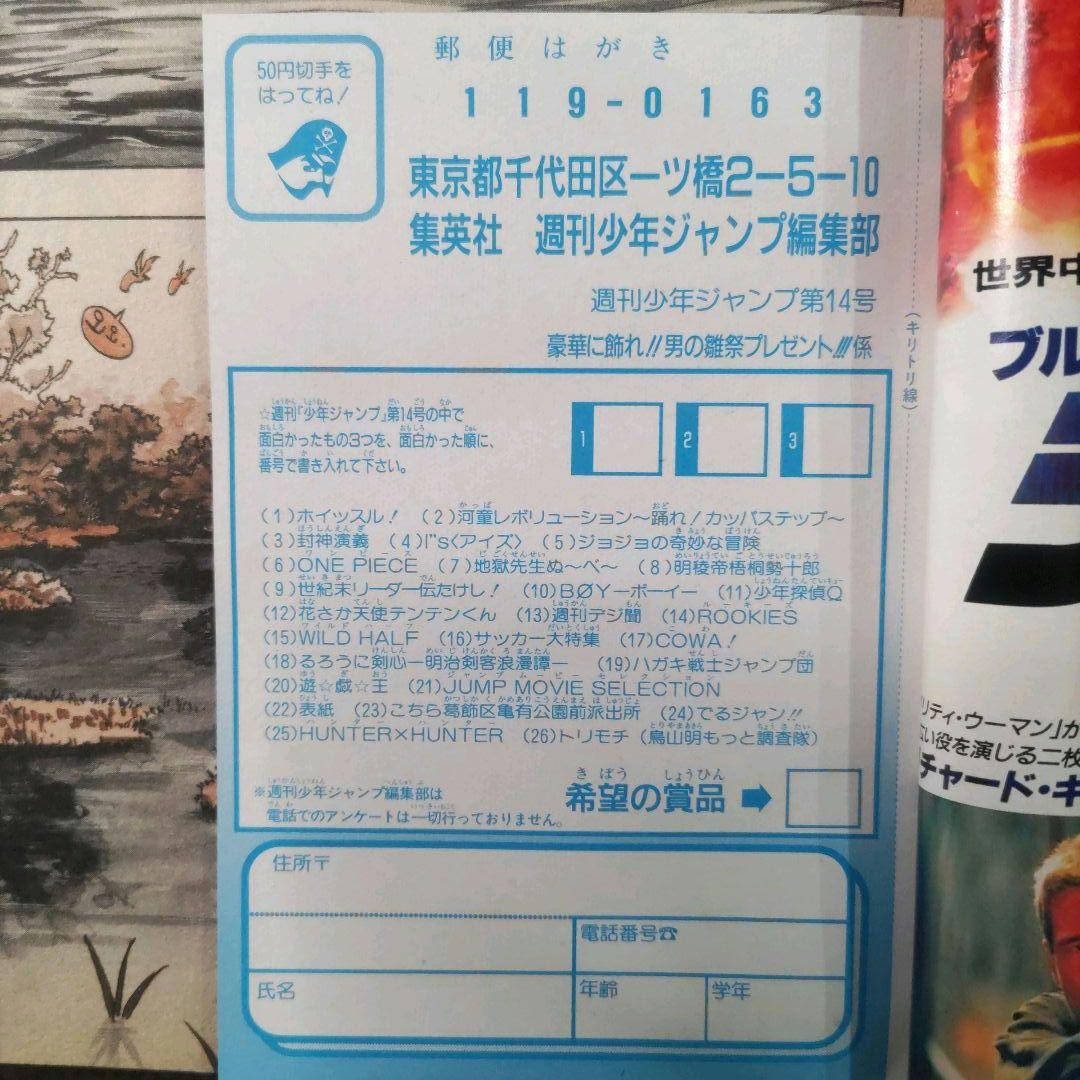 50円切手を
はってね!
郵便はがき
119-0163
東京都千代田区一ツ橋2-5-10
集英社 週刊少年ジャンプ編集部
週刊少年ジャンプ第14号
豪華に飾れ!!男の雛祭プレゼント!!!係
(キリトリ線)
☆週刊『少年ジャンプ』第14号の中で
面白かったもの3つを、面白かった順に、
番号で書き入れて下さい。
1 2 3
(1)ホイッスル! (2)河童レボリューション〜踊れ!カッパステップ〜
(3)封神演義 (4)I"s<アイズ> (5)ジョジョの奇妙な冒険
(6)ONE PIECE (7)地獄先生ぬ〜べ〜 (8)明稜帝梧桐勢十郎
(9)世紀末リーダー伝たけし! (10)BØY—ボーイ— (11)少年探偵Q
(12)花さか天使テンテンくん (13)週刊デジ聞 (14)ROOKIES
(15)WILD HALF (16)サッカー大特集 (17)COWA!
(18)るろうに剣心—明治剣客浪漫譚— (19)ハガキ戦士ジャンプ団
(20)遊☆戯☆王 (21)JUMP MOVIE SELECTION
(22)表紙 (23)こちら葛飾区亀有公園前派出所 (24)でるジャン!!
(25)HUNTER×HUNTER (26)トリモチ(鳥山明もっと調査隊)
※週刊少年ジャンプ編集部は
電話でのアンケートは一切行っておりません。
希望の賞品
住所〒
電話番号☎
氏名
年齢
学年
世界中
ブル
リティ・ウーマン」が
い役を演じる二枚
チャード・ギ